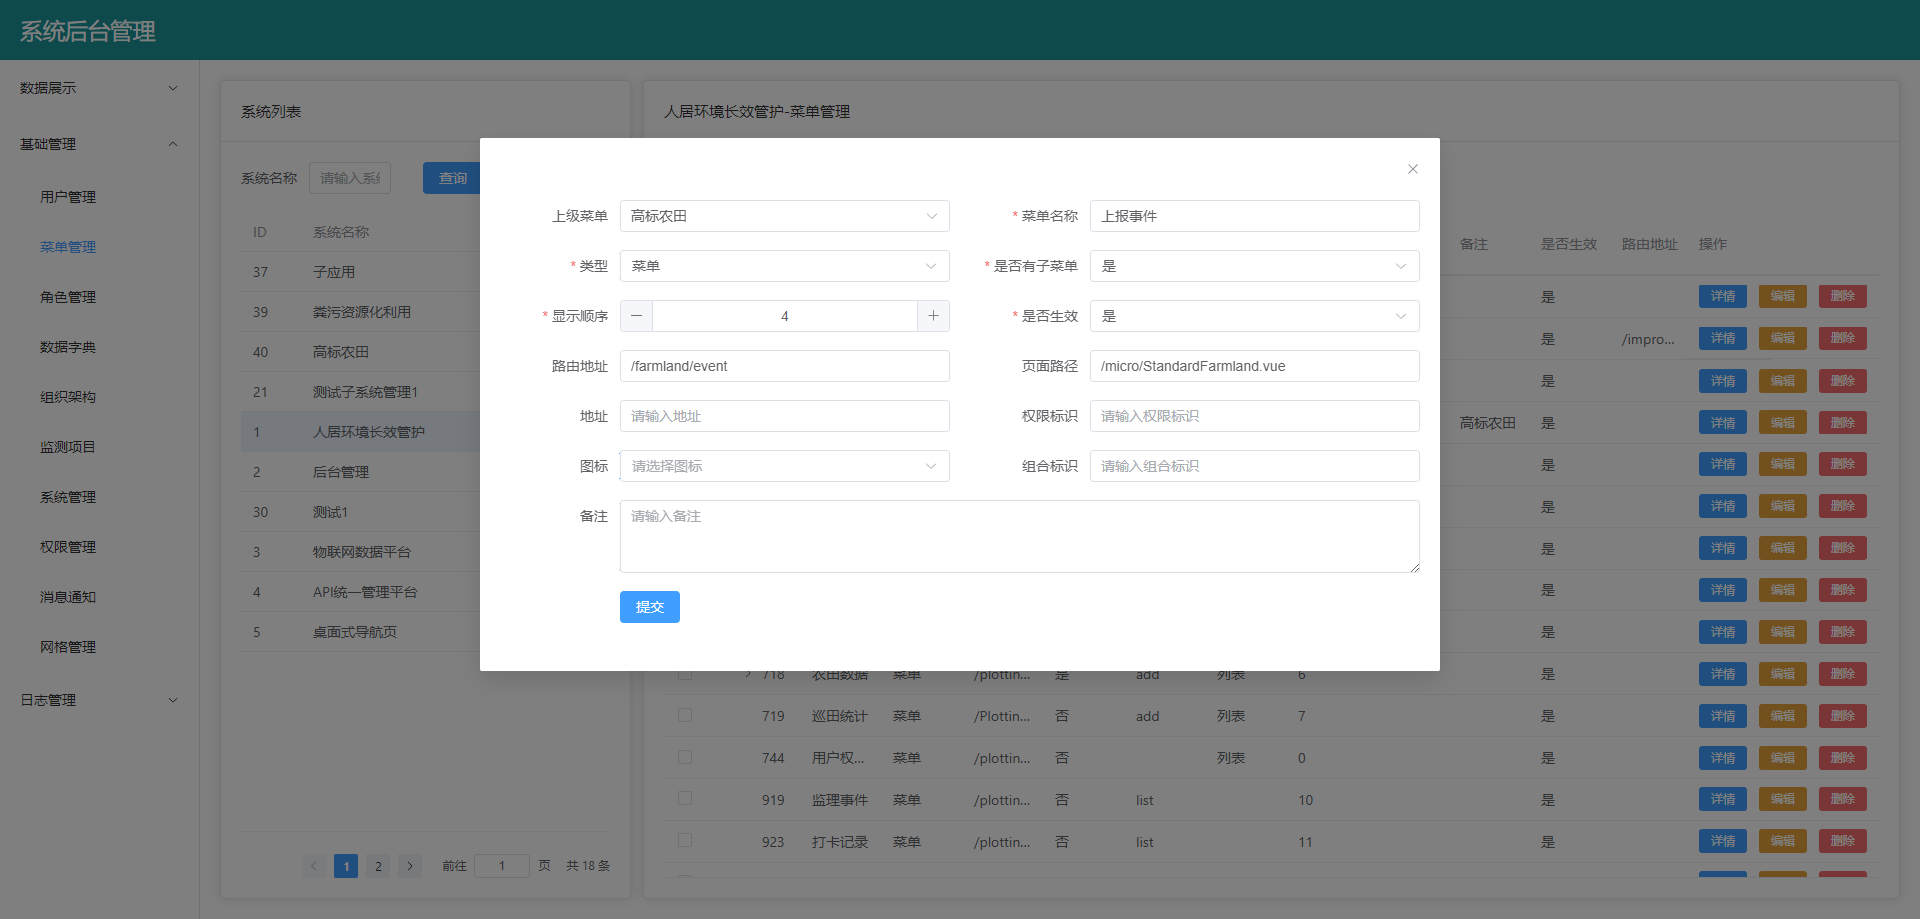 系统后台管理
数据展示
基础管理
用户管理
菜单管理
角色管理
数据字典
组织架构
监测项目
系统管理
权限管理
消息通知
网格管理
日志管理
系统列表
系统名称 请输入系统 查询
ID 系统名称
37 子应用
39 粪污资源化利用
40 高标农田
21 测试子系统管理1
1 人居环境长效管护
2 后台管理
30 测试1
3 物联网数据平台
4 API统一管理平台
5 桌面式导航页
1 2 前往 1 页 共 18 条
人居环境长效管护-菜单管理
上级菜单 高标农田 * 菜单名称 上报事件
* 类型 菜单 * 是否有子菜单 是
* 显示顺序 4 * 是否生效 是
路由地址 /farmland/event 页面路径 /micro/StandardFarmland.vue
地址 请输入地址 权限标识 请输入权限标识
图标 请选择图标 组合标识 请输入组合标识
备注 请输入备注
提交
备注 是否生效 路由地址 操作
是 详情 编辑 删除
是 /impro... 详情 编辑 删除
是 详情 编辑 删除
高标农田 是 详情 编辑 删除
是 详情 编辑 删除
是 详情 编辑 删除
是 详情 编辑 删除
是 详情 编辑 删除
是 详情 编辑 删除
718 农田数据 菜单 /plottin... 是 add 列表 6 是 详情 编辑 删除
719 巡田统计 菜单 /Plottin... 否 add 列表 7 是 详情 编辑 删除
744 用户权... 菜单 /plottin... 否 列表 0 是 详情 编辑 删除
919 监理事件 菜单 /plottin... 否 list 10 是 详情 编辑 删除
923 打卡记录 菜单 /plottin... 否 list 11 是 详情 编辑 删除